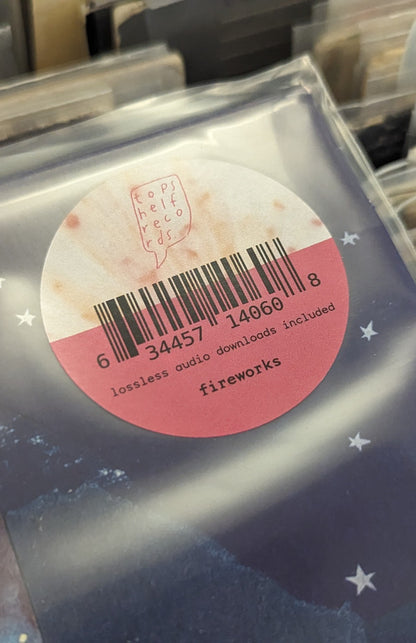 tops
helf
reco
rds.
6 34457 14060 8
lossless audio downloads included
fireworks